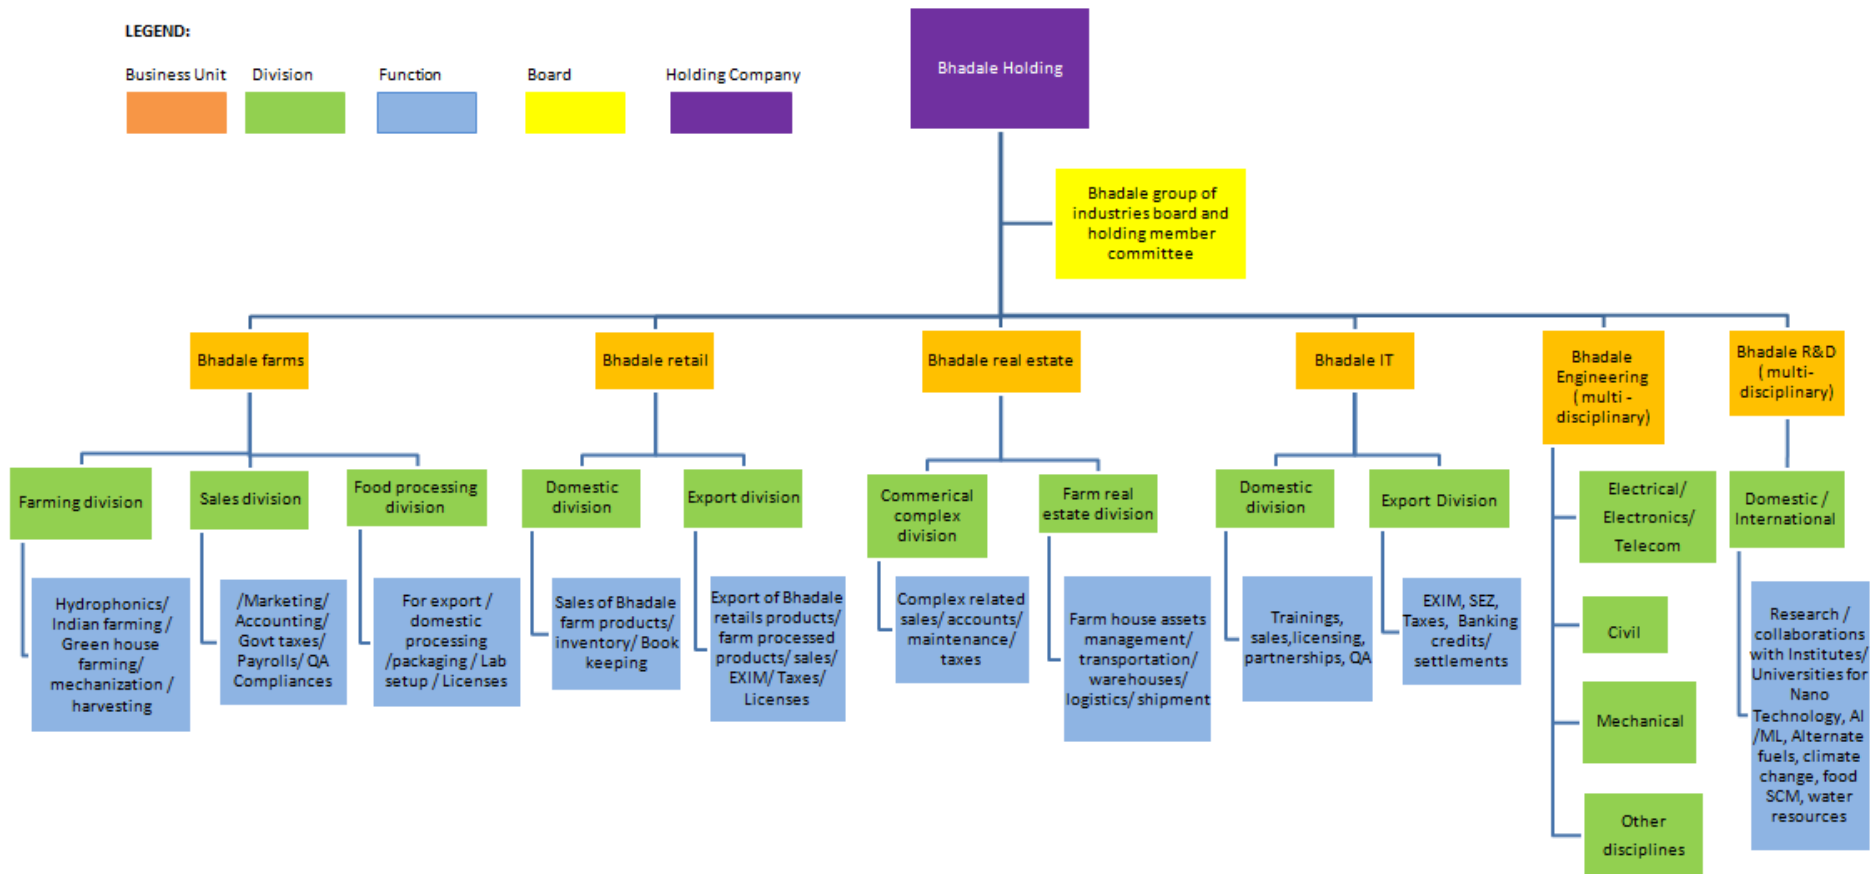 LEGEND:
Business Unit
Division
Function
Board
Holding Company
Bhadale Holding
Bhadale group of
industries board and
holding member
committee
Bhadale farms
Bhadale retail
Bhadale real estate
Bhadale IT
Bhadale
Engineering
( multi -
disciplinary)
Bhadale R&D
( multi-
disciplinary)
Farming division
Sales division
Food processing
division
Domestic
division
Export division
Commerical
complex
division
Farm real
estate division
Domestic
division
Export Division
Electrical/
Electronics/
Telecom
Domestic /
International
Hydrophonics/
Indian farming /
Green house
farming/
mechanization /
harvesting
/Marketing/
Accounting/
Govt taxes/
Payrolls/ QA
Compliances
For export /
domestic
processing
/packaging / Lab
setup / Licenses
Sales of Bhadale
farm products/
inventory/ Book
keeping
Export of Bhadale
retails products/
farm processed
products/ sales/
EXIM/ Taxes/
Licenses
Complex related
sales/ accounts/
maintenance/
taxes
Farm house assets
management/
transportation/
warehouses/
logistics/ shipment
Trainings,
sales,licensing,
partnerships, QA
EXIM, SEZ,
Taxes, Banking
credits/
settlements
Civil
Mechanical
Other
disciplines
Research /
collaborations
with Institutes/
Universities for
Nano
Technology, AI
/ML, Alternate
fuels, climate
change, food
SCM, water
resources